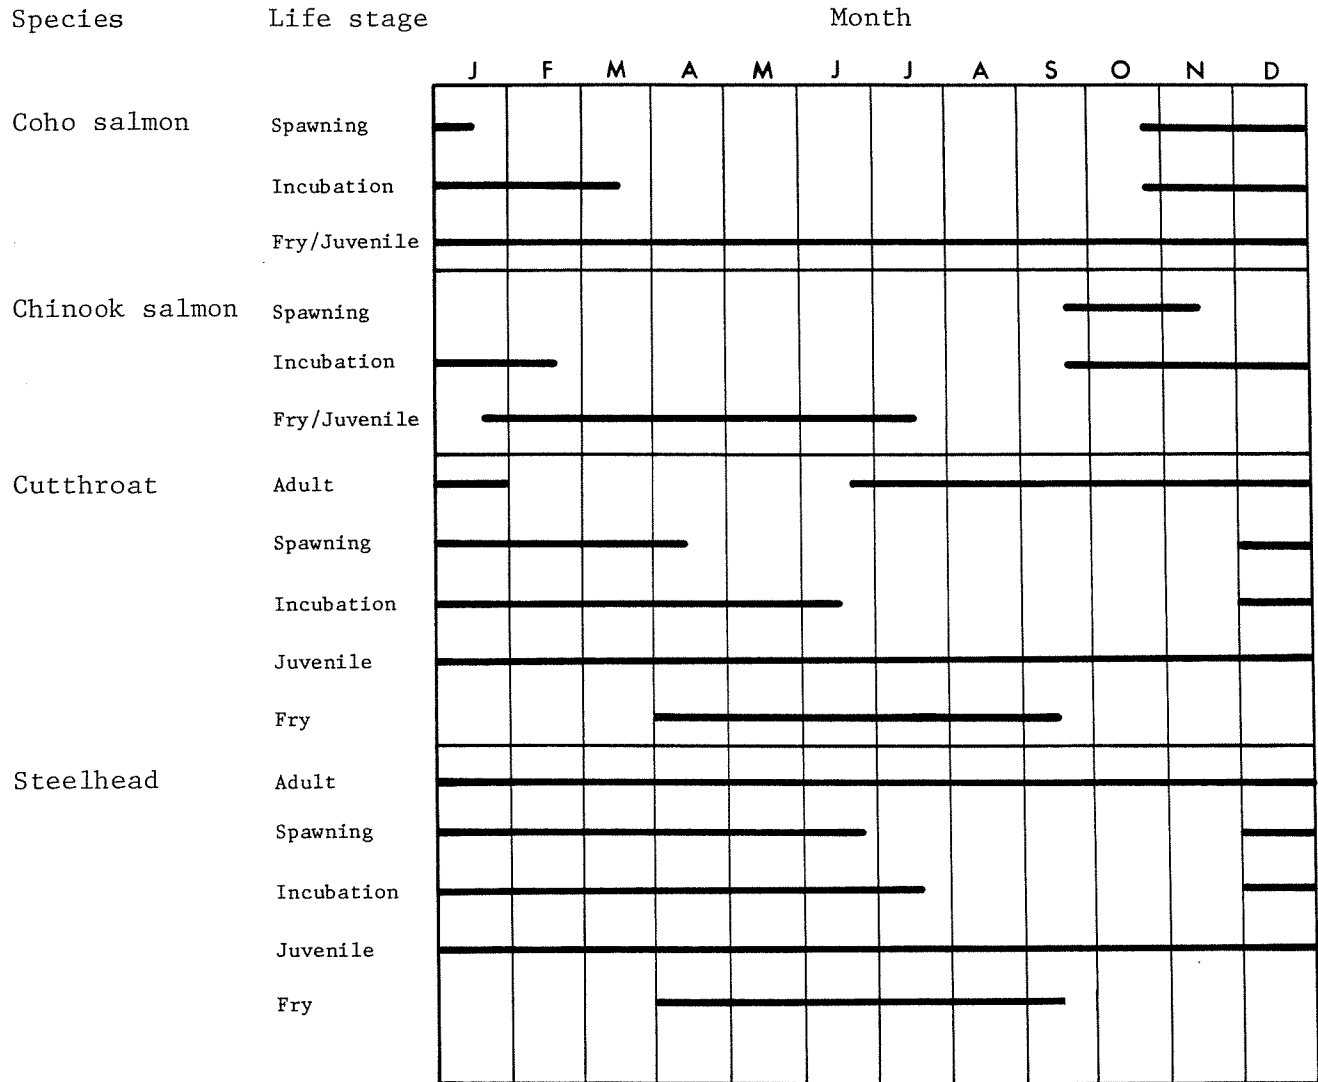 Species Life stage Month
J F M A M J J A S O N D
Coho salmon Spawning
Incubation
Fry/Juvenile
Chinook salmon Spawning
Incubation
Fry/Juvenile
Cutthroat Adult
Spawning
Incubation
Juvenile
Fry
Steelhead Adult
Spawning
Incubation
Juvenile
Fry